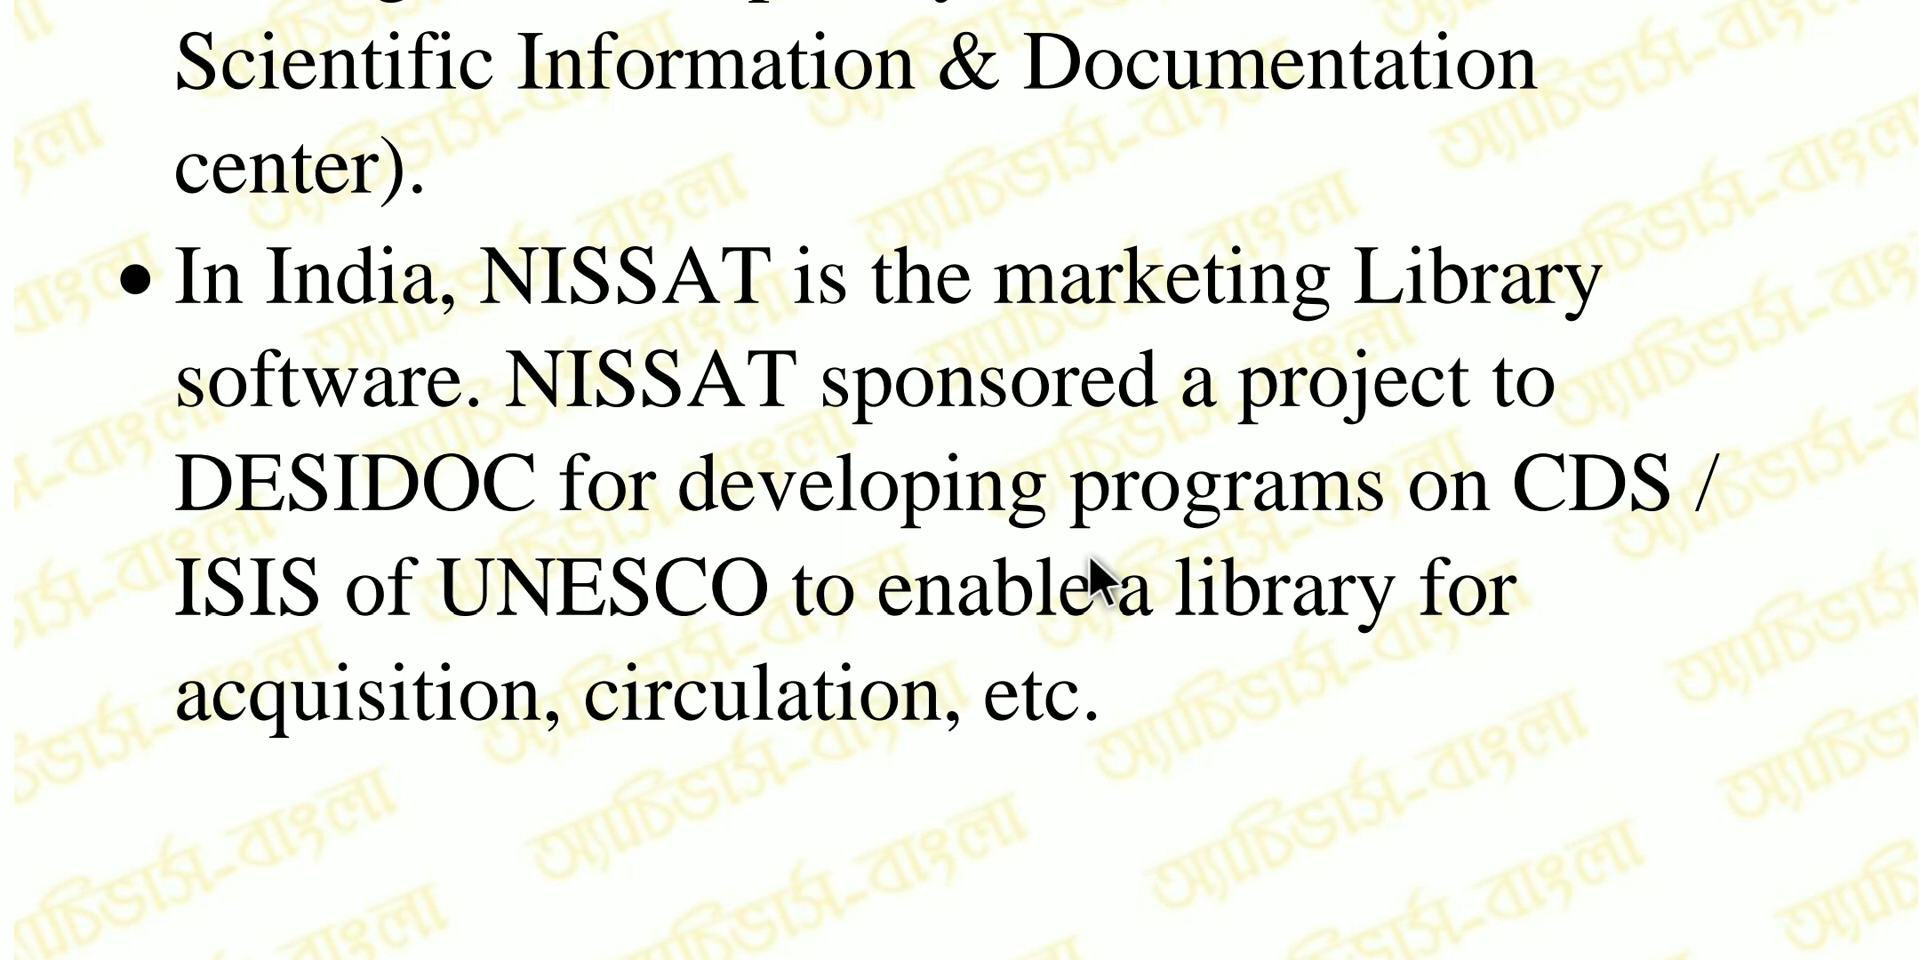 Scientific Information & Documentation
center).
• In India, NISSAT is the marketing Library
software. NISSAT sponsored a project to
DESIDOC for developing programs on CDS /
ISIS of UNESCO to enable a library for
acquisition, circulation, etc.